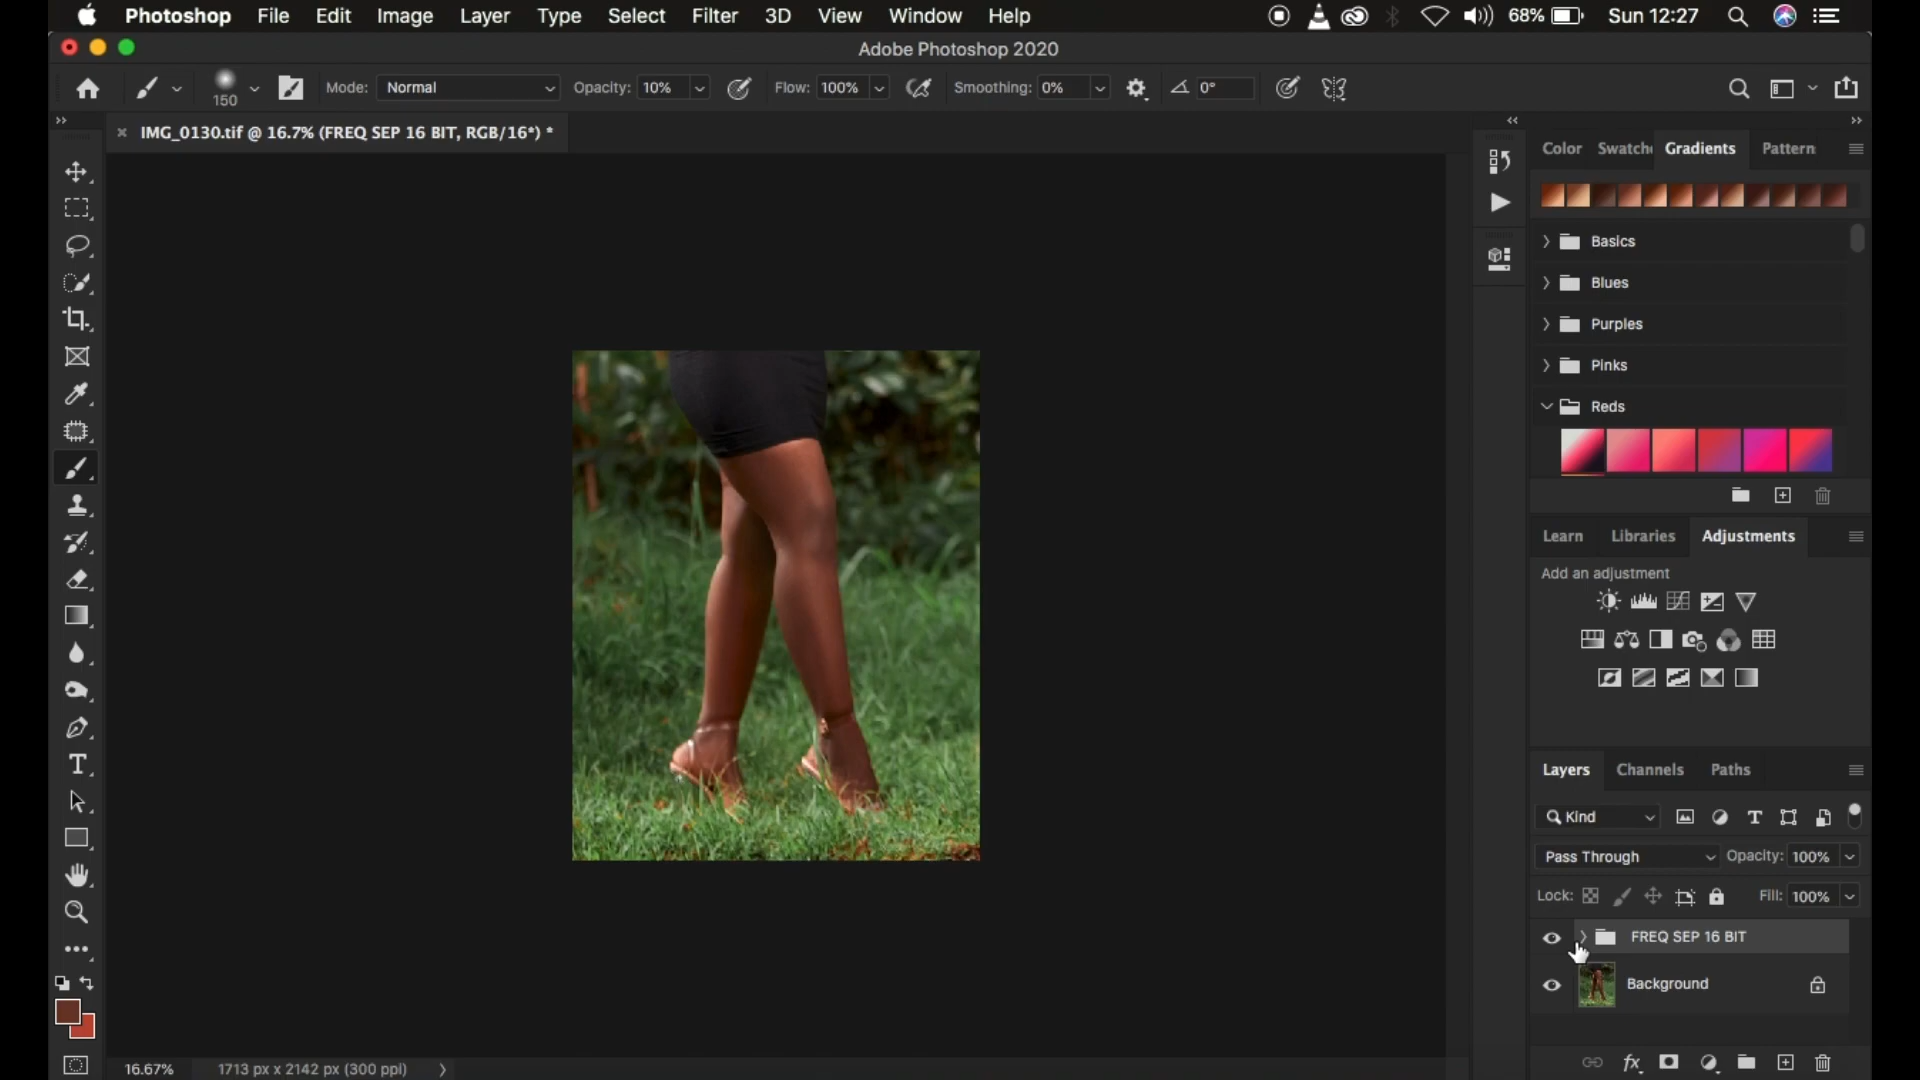 Photoshop File Edit Image Layer Type Select Filter 3D View Window Help 68% Sun 12:27
Adobe Photoshop 2020
150 Mode: Normal Opacity: 10% Flow: 100% Smoothing: 0% 0°
IMG_0130.tif @ 16.7% (FREQ SEP 16 BIT, RGB/16*) *
Color Swatche Gradients Pattern
Basics
Blues
Purples
Pinks
Reds
Learn Libraries Adjustments
Add an adjustment
Layers Channels Paths
Kind
Pass Through Opacity: 100%
Lock: Fill: 100%
FREQ SEP 16 BIT
Background
16.67% 1713 px x 2142 px (300 ppi)